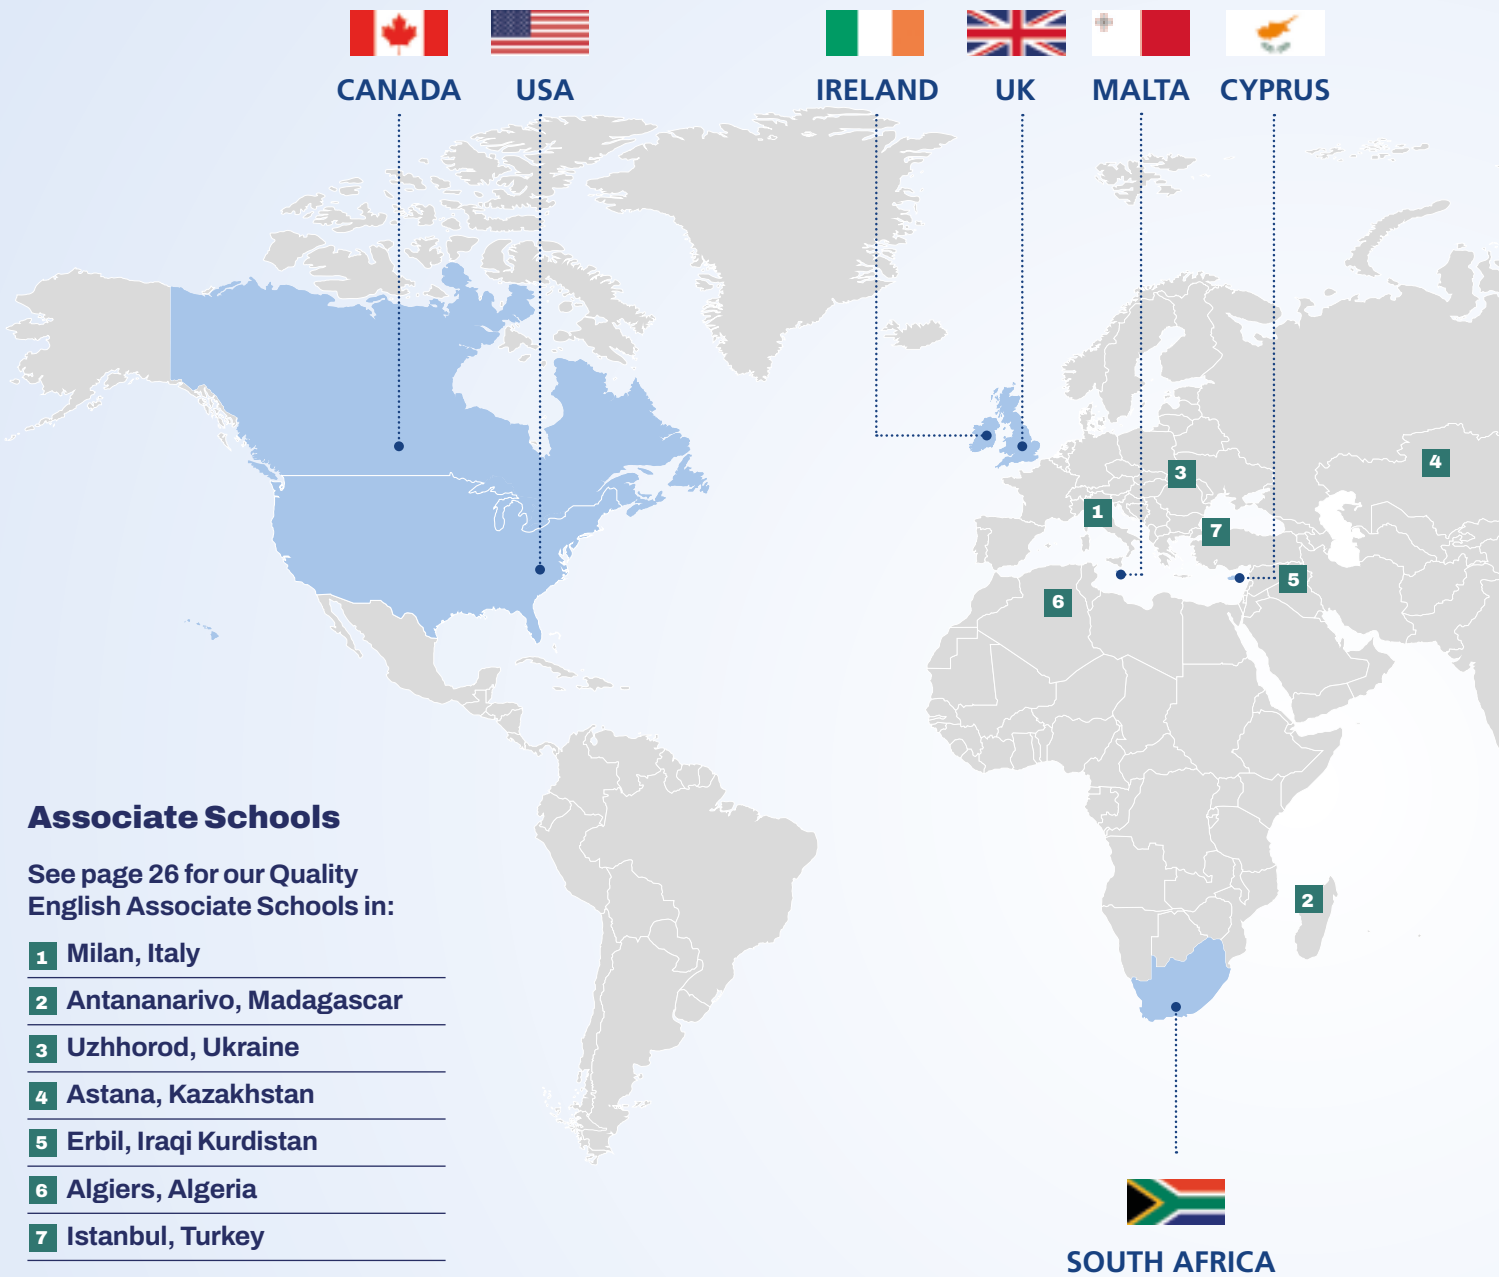 CANADA
USA
IRELAND
UK
MALTA
CYPRUS
4
3
1
7
5
6
2
Associate Schools
See page 26 for our Quality
English Associate Schools in:
1 Milan, Italy
2 Antananarivo, Madagascar
3 Uzhhorod, Ukraine
4 Astana, Kazakhstan
5 Erbil, Iraqi Kurdistan
6 Algiers, Algeria
7 Istanbul, Turkey
SOUTH AFRICA